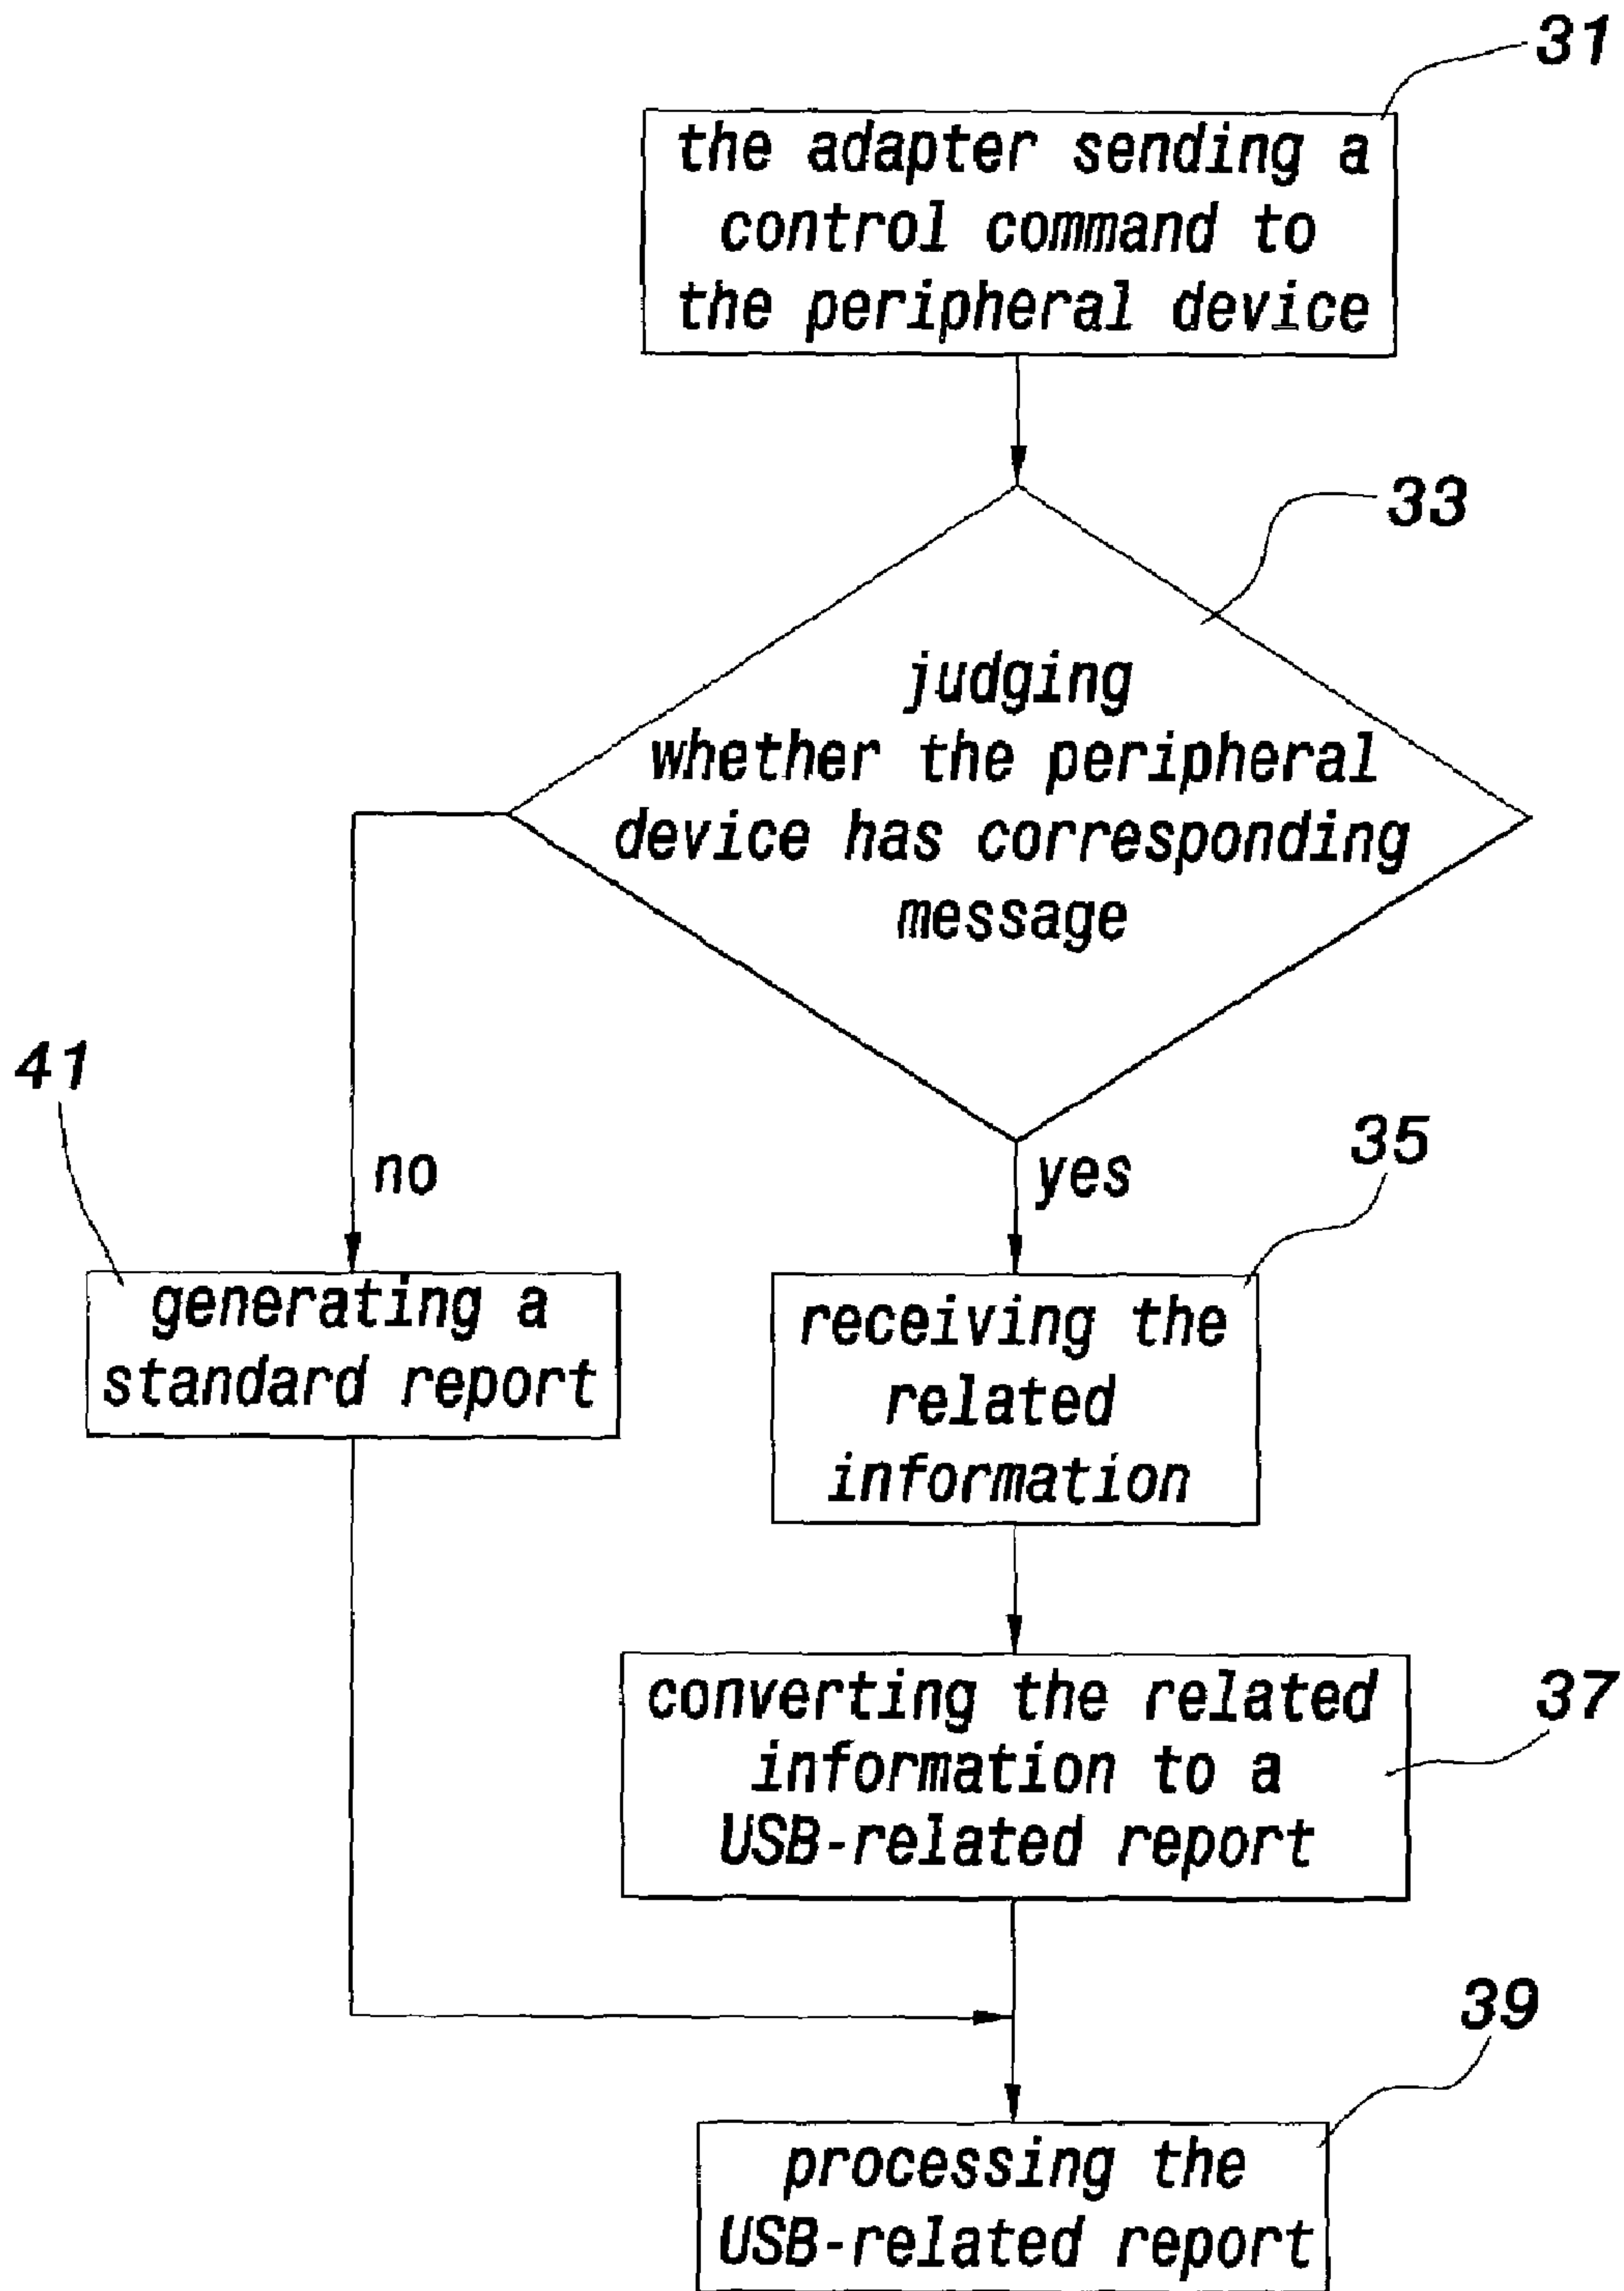 31
the adapter sending a
control command to
the peripheral device
33
judging
whether the peripheral
device has corresponding
message
41
no
yes
35
generating a
standard report
receiving the
related
information
converting the related
information to a
USB-related report
37
39
processing the
USB-related report